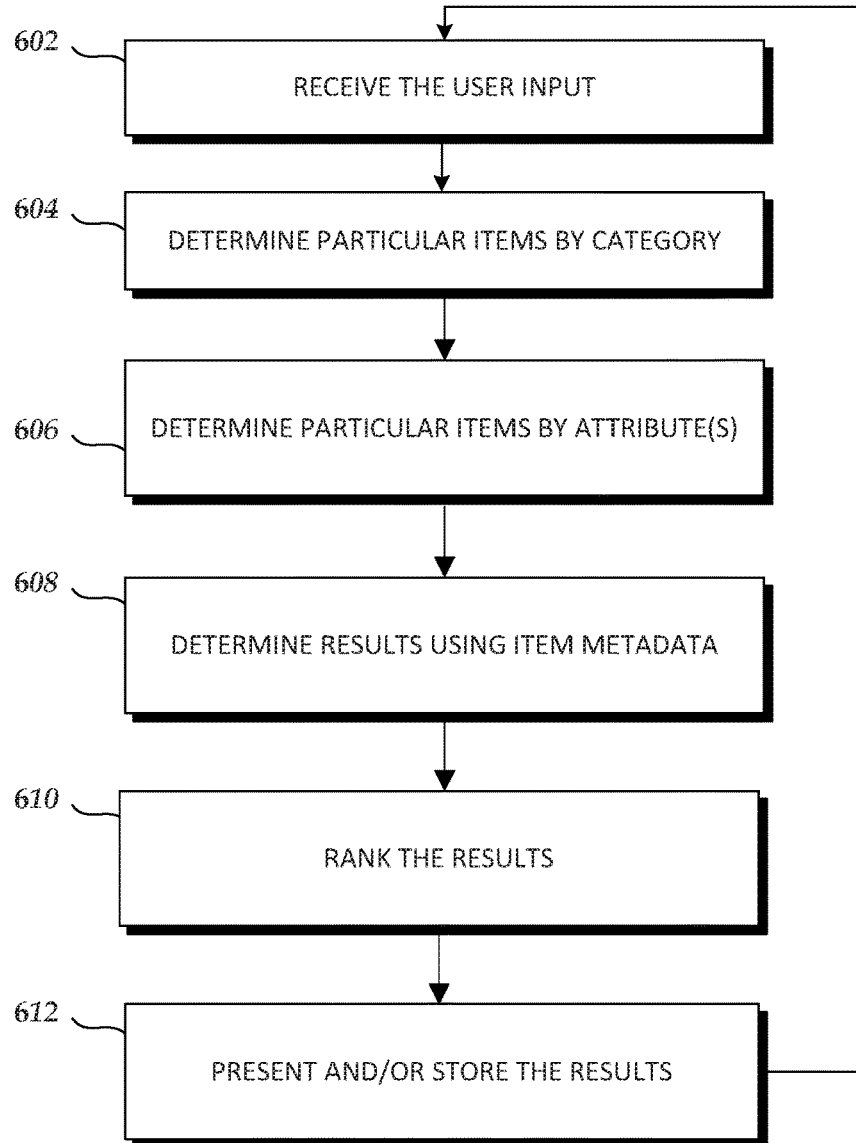 602
RECEIVE THE USER INPUT
604
DETERMINE PARTICULAR ITEMS BY CATEGORY
606
DETERMINE PARTICULAR ITEMS BY ATTRIBUTE(S)
608
DETERMINE RESULTS USING ITEM METADATA
610
RANK THE RESULTS
612
PRESENT AND/OR STORE THE RESULTS